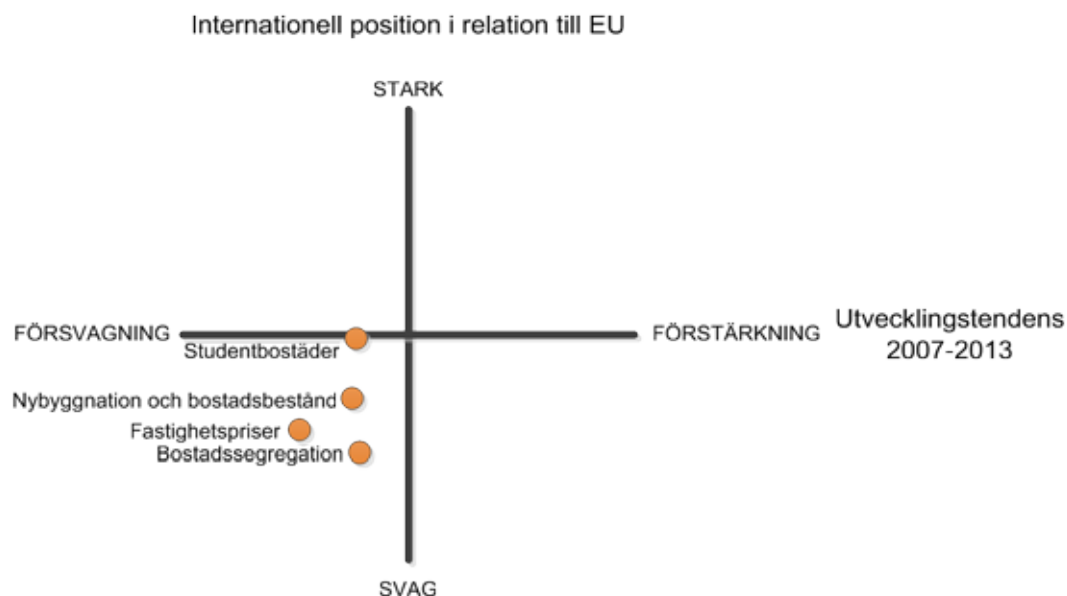 Internationell position i relation till EU
STARK
FÖRSVAGNING
FÖRSTÄRKNING
Utvecklingstendens
2007-2013
Studentbostäder
Nybyggnation och bostadsbestånd
Fastighetspriser
Bostadssegregation
SVAG